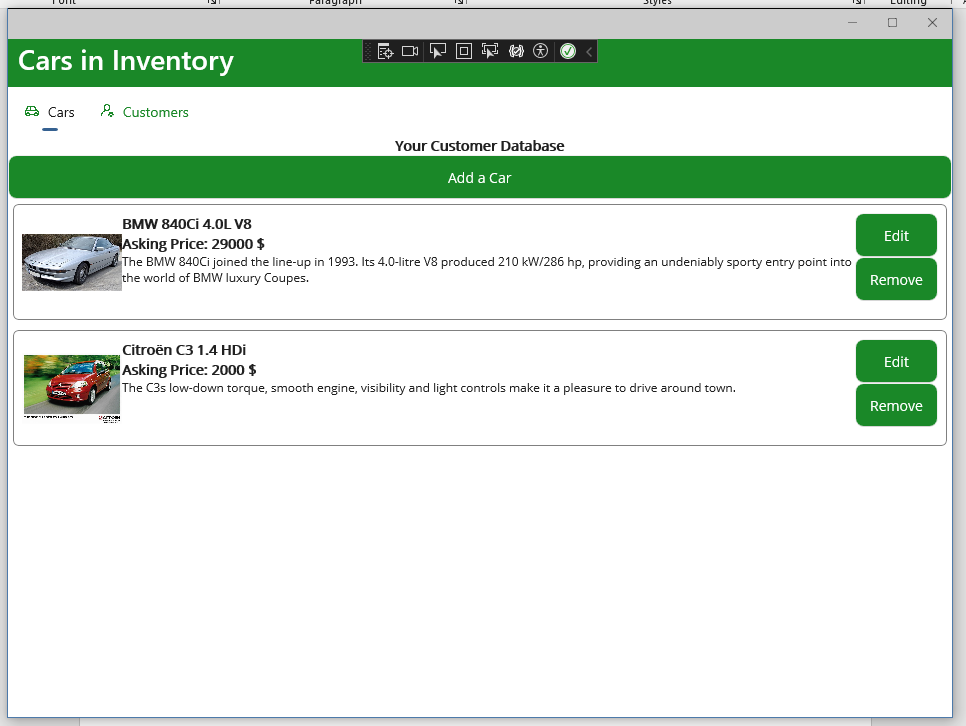 Paragraph
Styles
Editing
Cars in Inventory
Cars
Customers
Your Customer Database
Add a Car
BMW 840Ci 4.0L V8
Asking Price: 29000 $
The BMW 840Ci joined the line-up in 1993. Its 4.0-litre V8 produced 210 kW/286 hp, providing an undeniably sporty entry point into
the world of BMW luxury Coupes.
Edit
Remove
Citroën C3 1.4 HDi
Asking Price: 2000 $
The C3s low-down torque, smooth engine, visibility and light controls make it a pleasure to drive around town.
Edit
Remove